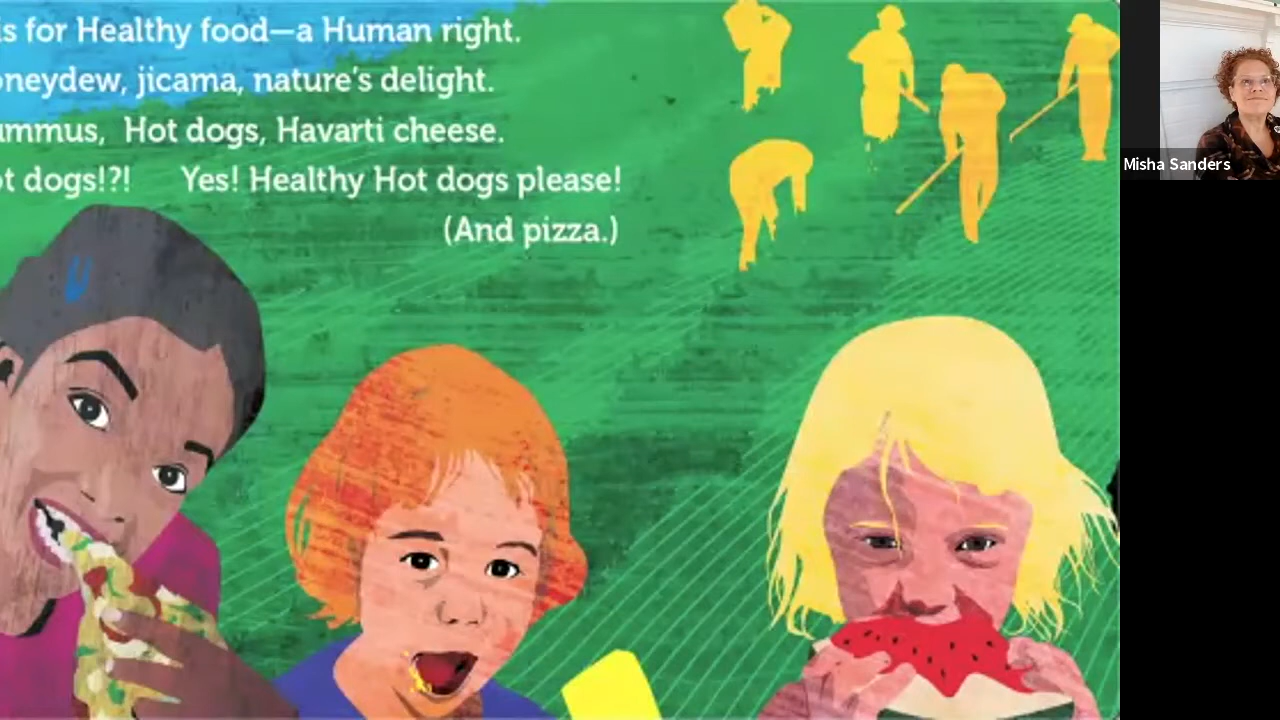 is for Healthy food—a Human right.
oneydew, jicama, nature's delight.
ummus, Hot dogs, Havarti cheese.
ot dogs!?! Yes! Healthy Hot dogs please!
(And pizza.)
Misha Sanders